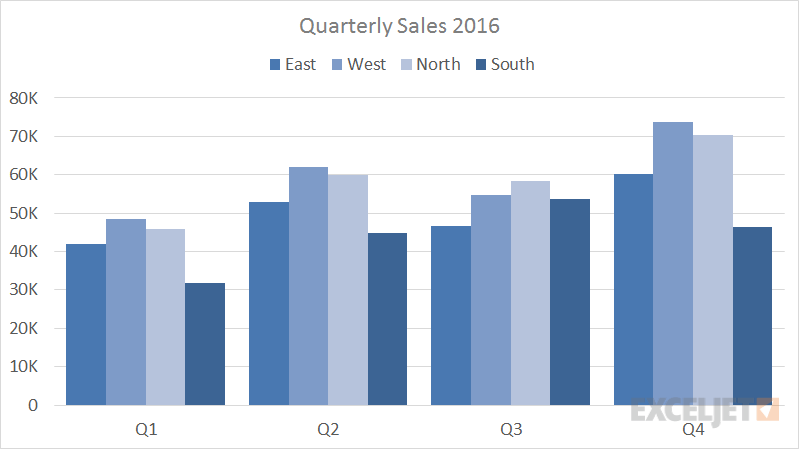 Quarterly Sales 2016
East West North South
80K
70K
60K
50K
40K
30K
20K
10K
0
Q1 Q2 Q3 Q4
EXCELJET